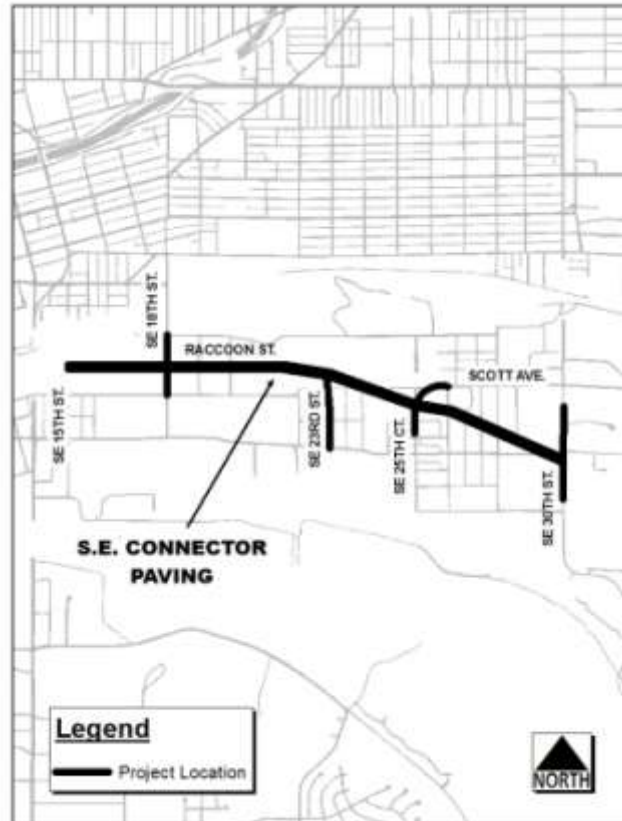 SE 18TH ST.
RACCOON ST.
SCOTT AVE.
SE 15TH ST.
SE 23RD ST.
SE 25TH CT.
SE 30TH ST.
S.E. CONNECTOR
PAVING
Legend
Project Location
NORTH